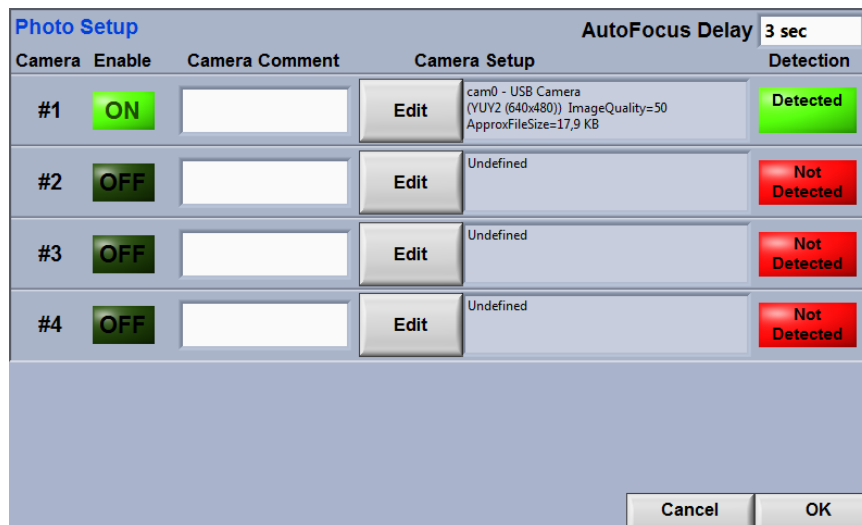 Photo Setup AutoFocus Delay 3 sec
Camera Enable Camera Comment Camera Setup Detection
#1 ON Edit cam0 - USB Camera
(YUY2 (640x480)) ImageQuality=50
ApproxFileSize=17,9 KB
Detected
#2 OFF Edit Undefined
Not
Detected
#3 OFF Edit Undefined
Not
Detected
#4 OFF Edit Undefined
Not
Detected
Cancel OK